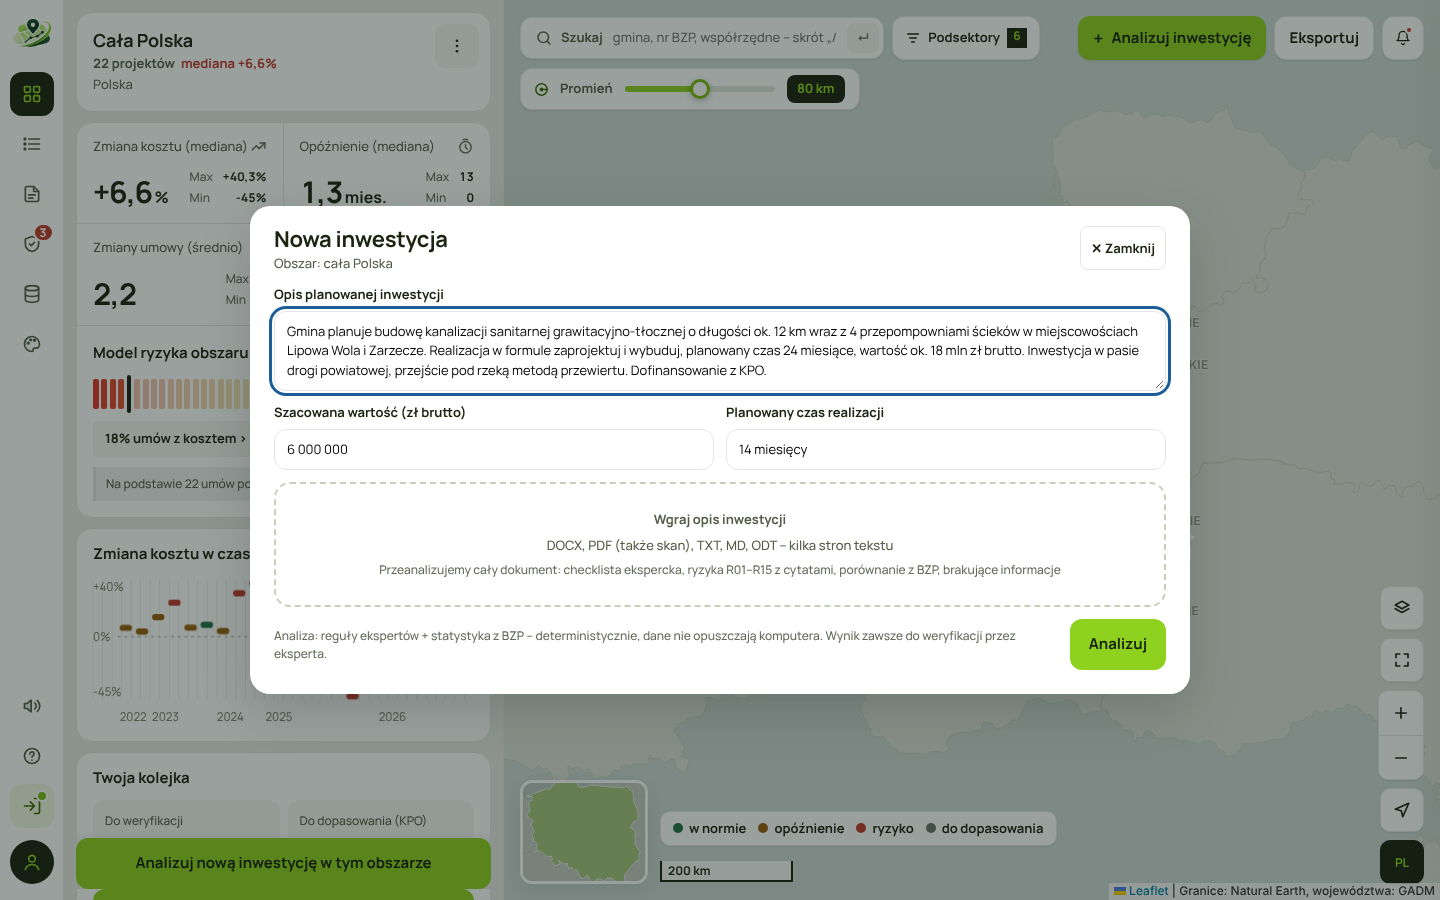 Cała Polska
22 projektów mediana +6,6%
Polska
Szukaj gmina, nr BZP, współrzędne – skrót „/
Podsektory 6
+ Analizuj inwestycję
Eksportuj
Promień 80 km
Zmiana kosztu (mediana)
+6,6 %
Max +40,3%
Min -45%
Opóźnienie (mediana)
1,3 mies.
Max 13
Min 0
3
Zmiany umowy (średnio)
2,2
Max
Min
Model ryzyka obszaru
18% umów z kosztem >
Na podstawie 22 umów po
Zmiana kosztu w czas
+40%
0%
-45%
2022 2023 2024 2025 2026
Twoja kolejka
Do weryfikacji
Do dopasowania (KPO)
Analizuj nową inwestycję w tym obszarze
Nowa inwestycja
Obszar: cała Polska
✕ Zamknij
Opis planowanej inwestycji
Gmina planuje budowę kanalizacji sanitarnej grawitacyjno-tłocznej o długości ok. 12 km wraz z 4 przepompowniami ścieków w miejscowościach
Lipowa Wola i Zarzecze. Realizacja w formule zaprojektuj i wybuduj, planowany czas 24 miesiące, wartość ok. 18 mln zł brutto. Inwestycja w pasie
drogi powiatowej, przejście pod rzeką metodą przewiertu. Dofinansowanie z KPO.
Szacowana wartość (zł brutto)
6 000 000
Planowany czas realizacji
14 miesięcy
Wgraj opis inwestycji
DOCX, PDF (także skan), TXT, MD, ODT – kilka stron tekstu
Przeanalizujemy cały dokument: checklista ekspercka, ryzyka R01–R15 z cytatami, porównanie z BZP, brakujące informacje
Analiza: reguły ekspertów + statystyka z BZP – deterministycznie, dane nie opuszczają komputera. Wynik zawsze do weryfikacji przez
eksperta.
Analizuj
IE
KIE
IE
E
w normie opóźnienie ryzyko do dopasowania
200 km
PL
Leaflet | Granice: Natural Earth, województwa: GADM